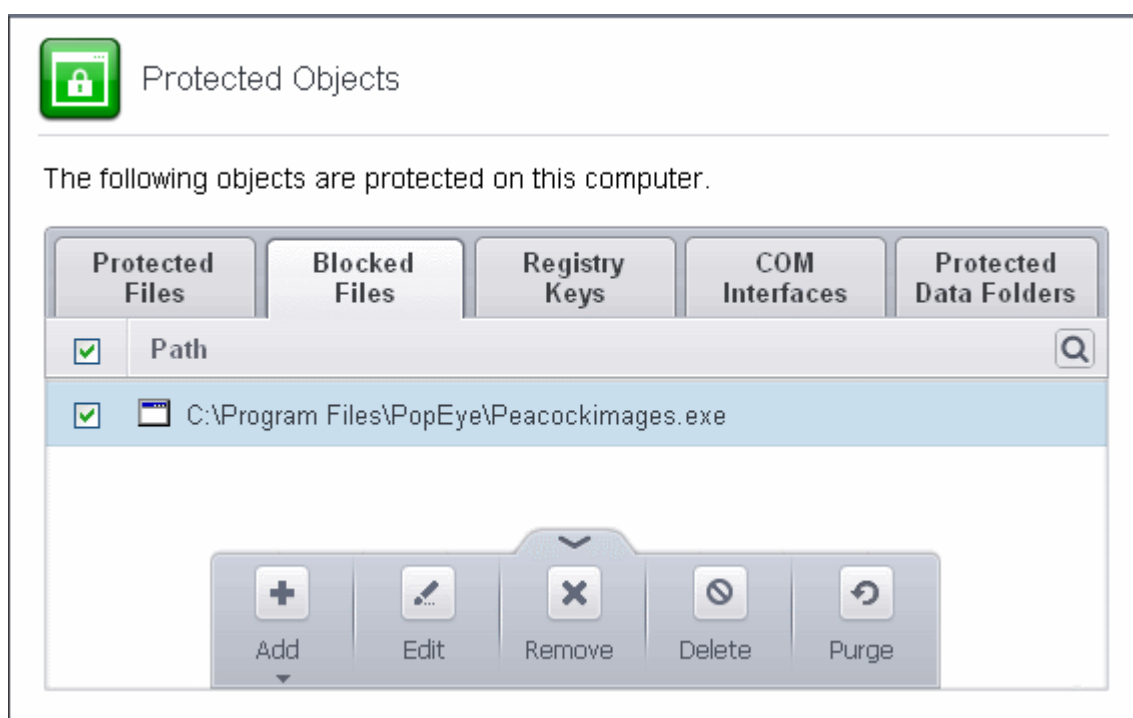 Protected Objects
The following objects are protected on this computer.
Protected Files
Blocked Files
Registry Keys
COM Interfaces
Protected Data Folders
Path
C:\Program Files\PopEye\Peacockimages.exe
Add
Edit
Remove
Delete
Purge